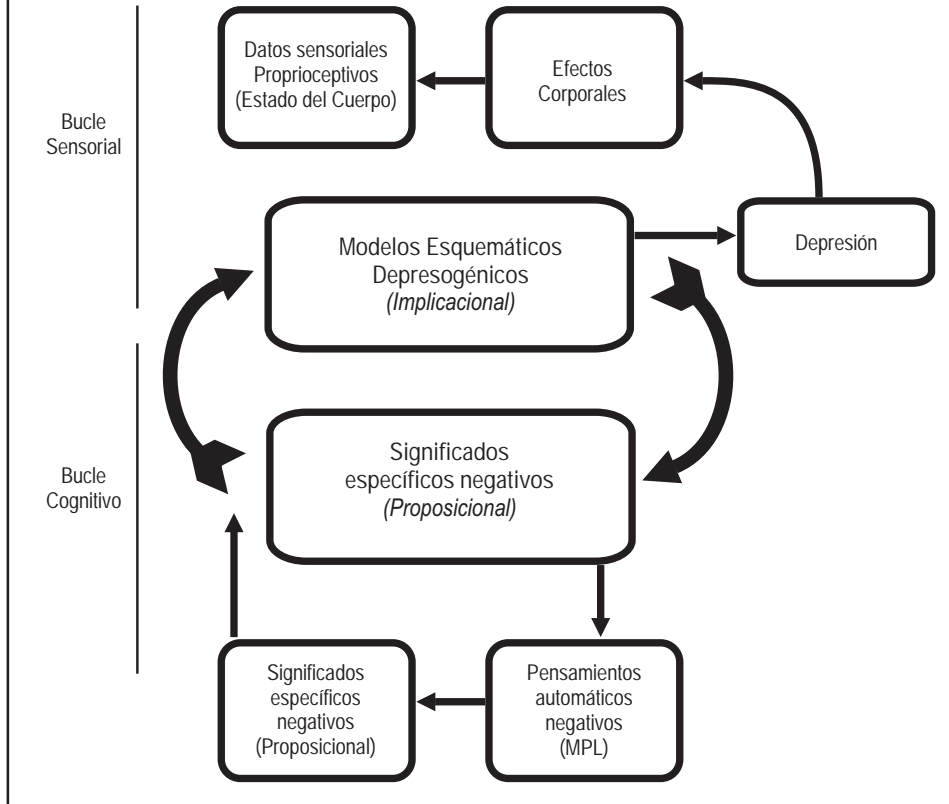 Datos sensoriales
Proprioceptivos
(Estado del Cuerpo)
Efectos
Corporales
Bucle
Sensorial
Modelos Esquemáticos
Depresogénicos
(Implicacional)
Depresión
Significados
específicos negativos
(Proposicional)
Bucle
Cognitivo
Significados
específicos
negativos
(Proposicional)
Pensamientos
automáticos
negativos
(MPL)